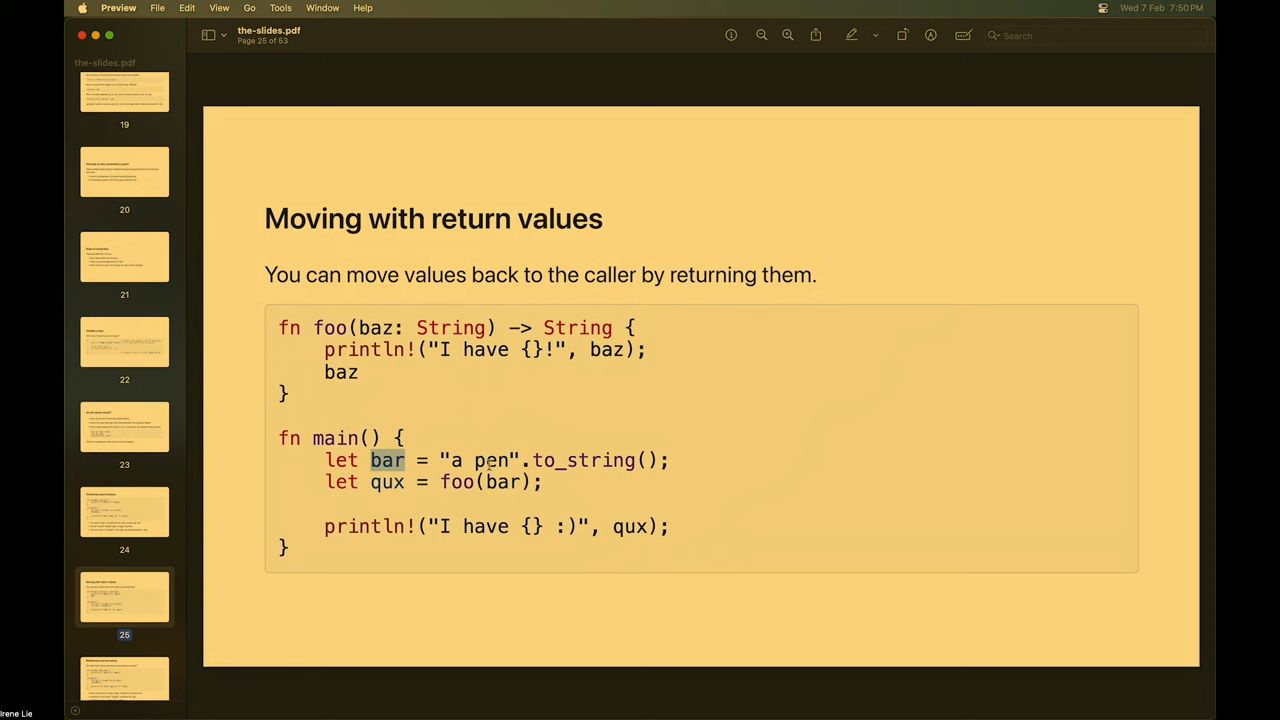 Preview File Edit View Go Tools Window Help
Wed 7 Feb 7:50 PM
the-slides.pdf
Page 25 of 53
Search
the-slides.pdf
19
20
21
22
23
24
25
Moving with return values
You can move values back to the caller by returning them.
fn foo(baz: String) -> String {
println!("I have {}!", baz);
baz
}
fn main() {
let bar = "a pen".to_string();
let qux = foo(bar);
println!("I have {} :)", qux);
}
Irene Lie